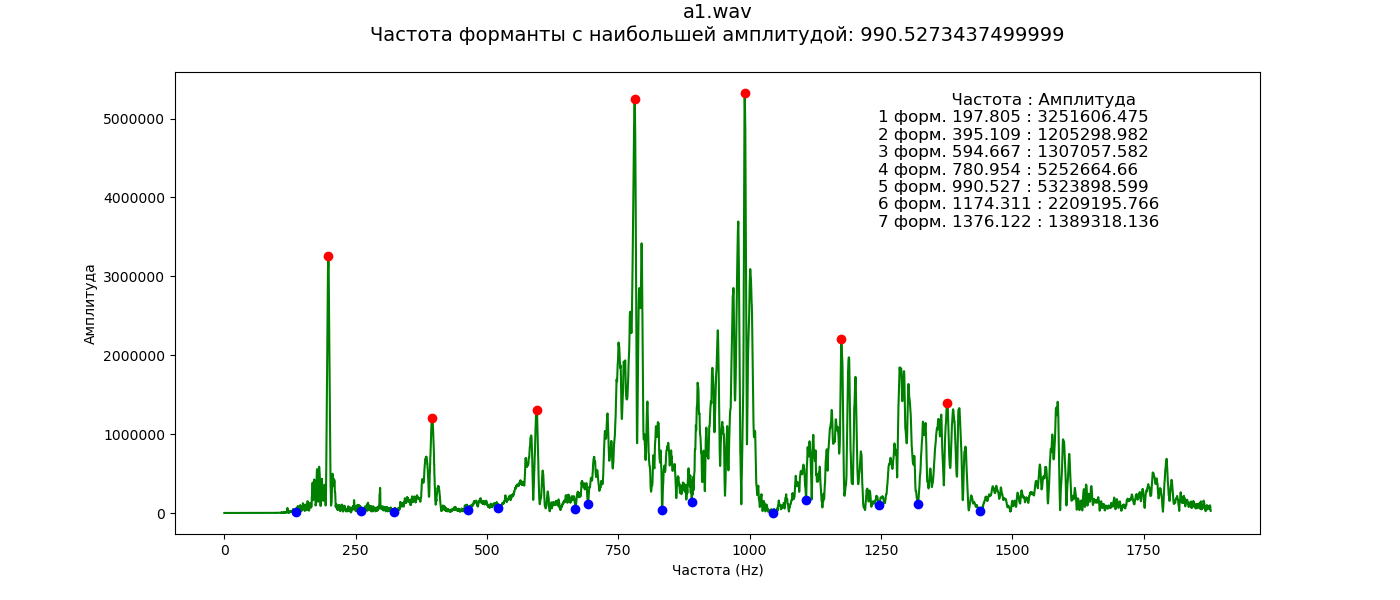 a1.wav
Частота форманты с наибольшей амплитудой: 990.5273437499999
Частота : Амплитуда
1 форм. 197.805 : 3251606.475
2 форм. 395.109 : 1205298.982
3 форм. 594.667 : 1307057.582
4 форм. 780.954 : 5252664.66
5 форм. 990.527 : 5323898.599
6 форм. 1174.311 : 2209195.766
7 форм. 1376.122 : 1389318.136
5000000
4000000
3000000
2000000
1000000
0
Амплитуда
0 250 500 750 1000 1250 1500 1750
Частота (Hz)